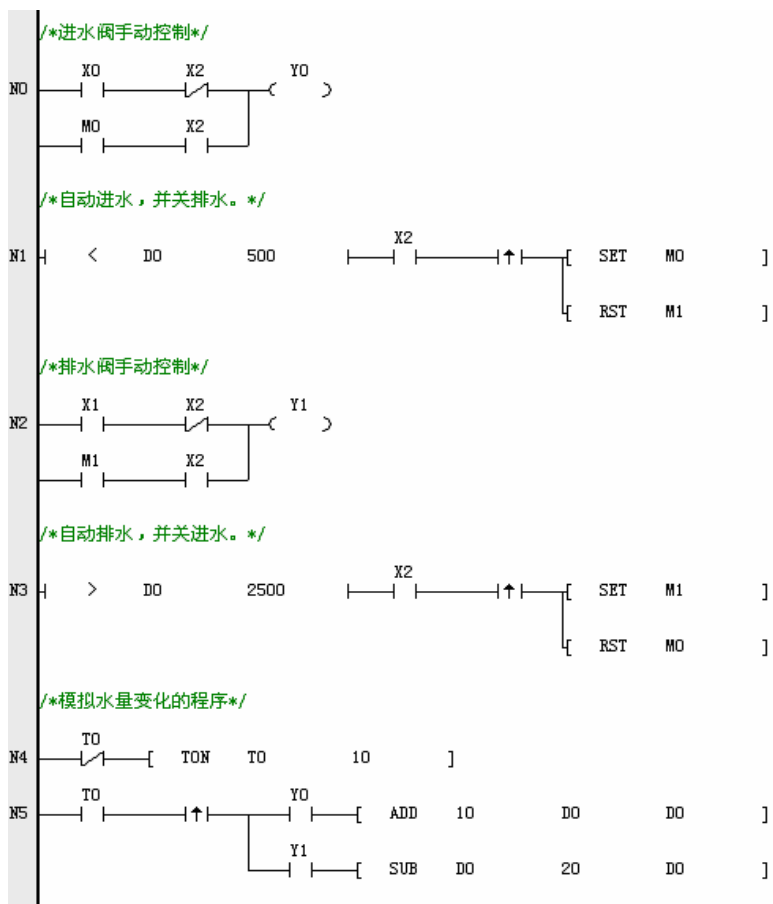 /*进水阀手动控制*/
X0 X2 Y0
N0
M0 X2
/*自动进水，并关排水。*/
X2
N1 < D0 500 SET M0
RST M1
/*排水阀手动控制*/
X1 X2 Y1
N2
M1 X2
/*自动排水，并关进水。*/
X2
N3 > D0 2500 SET M1
RST M0
/*模拟水量变化的程序*/
T0
N4 [ TON T0 10 ]
T0 Y0
N5 [ ADD 10 D0 D0 ]
Y1
[ SUB D0 20 D0 ]